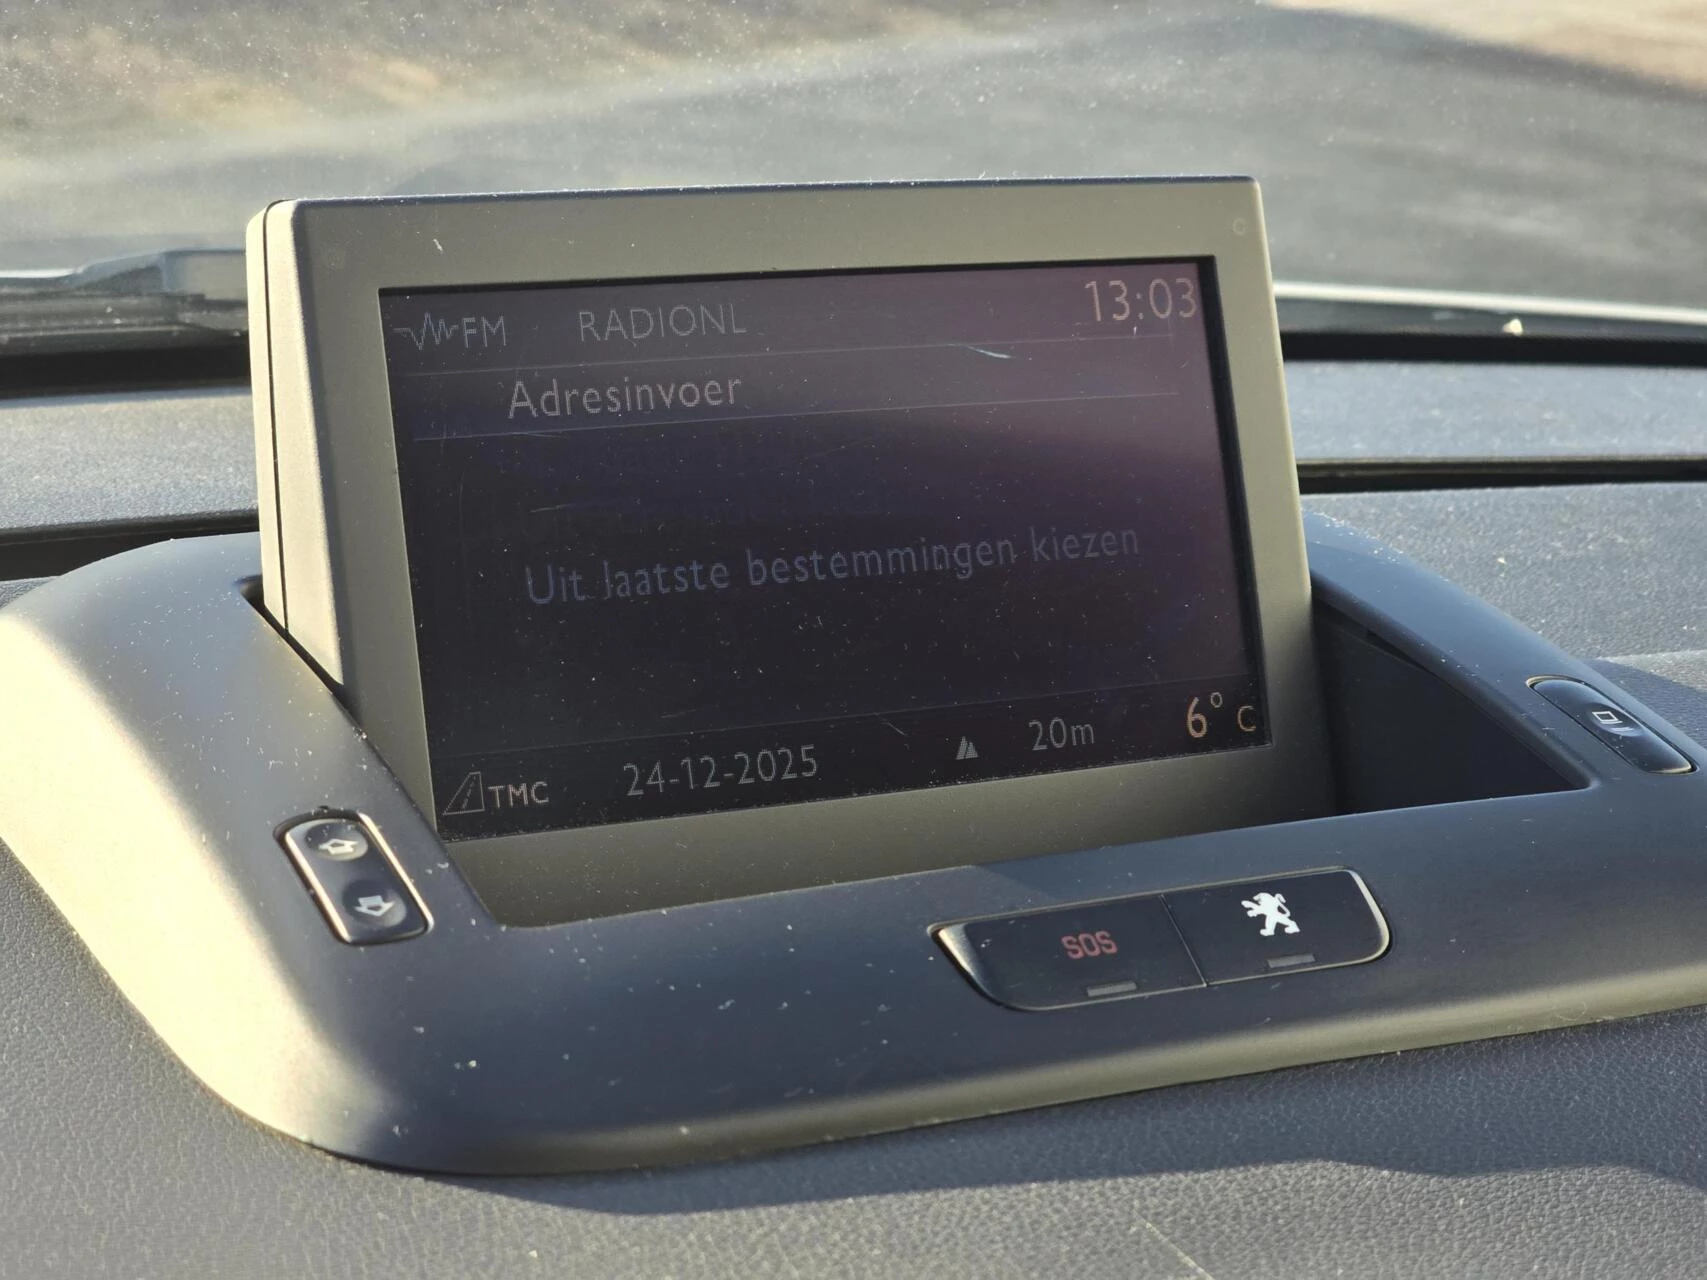 FM RADIONL 13:03
Adresinvoer
Uit laatste bestemmingen kiezen
TMC 24-12-2025 20m 6° C
SOS